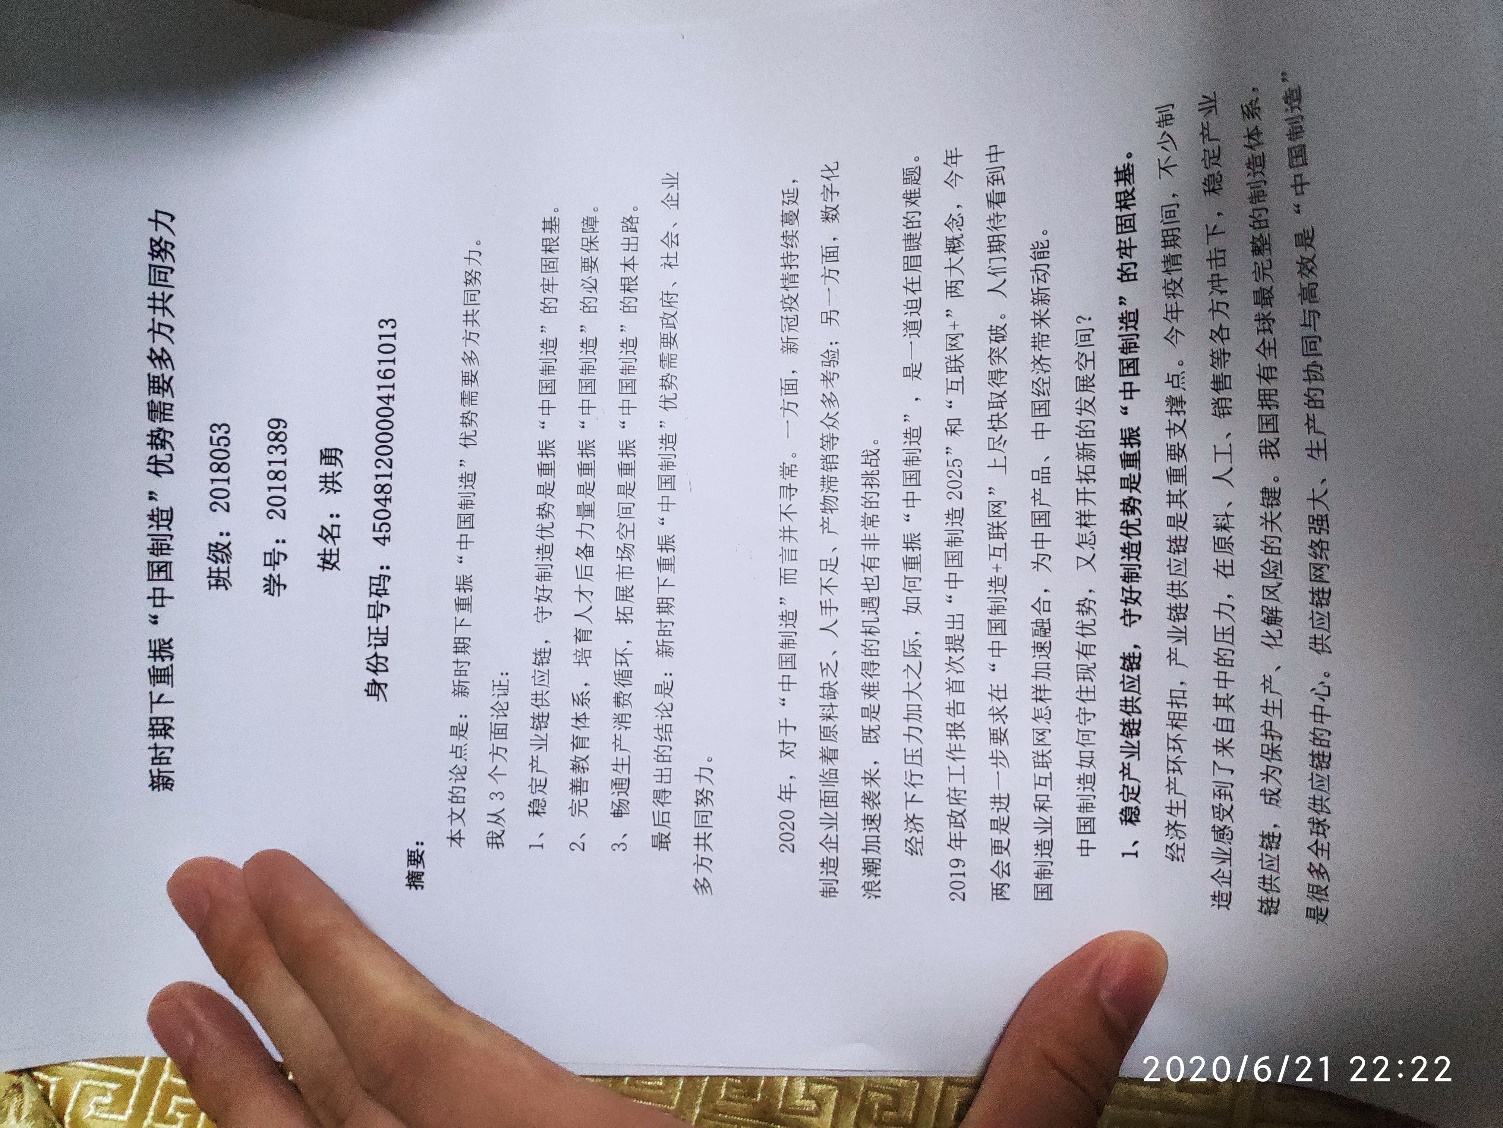 新时期下重振“中国制造”优势需要多方共同努力
班级：2018053
学号：20181389
姓名：洪勇
身份证号码：450481200004161013
摘要：
本文的论点是：新时期下重振“中国制造”优势需要多方共同努力。
我从3个方面论证：
1、稳定产业链供应链，守好制造优势是重振“中国制造”的牢固根基。
2、完善教育体系，培育人才后备力量是重振“中国制造”的必要保障。
3、畅通生产消费循环，拓展市场空间是重振“中国制造”的根本出路。
最后得出的结论是：新时期下重振“中国制造”优势需要政府、社会、企业
多方共同努力。
2020年，对于“中国制造”而言并不寻常。一方面，新冠疫情持续蔓延，
制造企业面临着原料缺乏、人手不足、产物滞销等众多考验；另一方面，数字化
浪潮加速袭来，既是难得的机遇也有非常的挑战。
经济下行压力加大之际，如何重振“中国制造”，是一道迫在眉睫的难题。
2019年政府工作报告首次提出“中国制造2025”和“互联网+”两大概念，今年
两会更是进一步要求在“中国制造+互联网”上尽快取得突破。人们期待看到中
国制造业和互联网怎样加速融合，为中国产品、中国经济带来新动能。
中国制造如何守住现有优势，又怎样开拓新的发展空间？
1、稳定产业链供应链，守好制造优势是重振“中国制造”的牢固根基。
经济生产环环相扣，产业链供应链是其重要支撑点。今年疫情期间，不少制
造企业感受到了来自其中的压力，在原料、人工、销售等各方冲击下，稳定产业
链供应链，成为保护生产、化解风险的关键。我国拥有全球最完整的制造体系，
是很多全球供应链的中心。供应链网络强大、生产的协同与高效是“中国制造”
2020/6/21 22:22